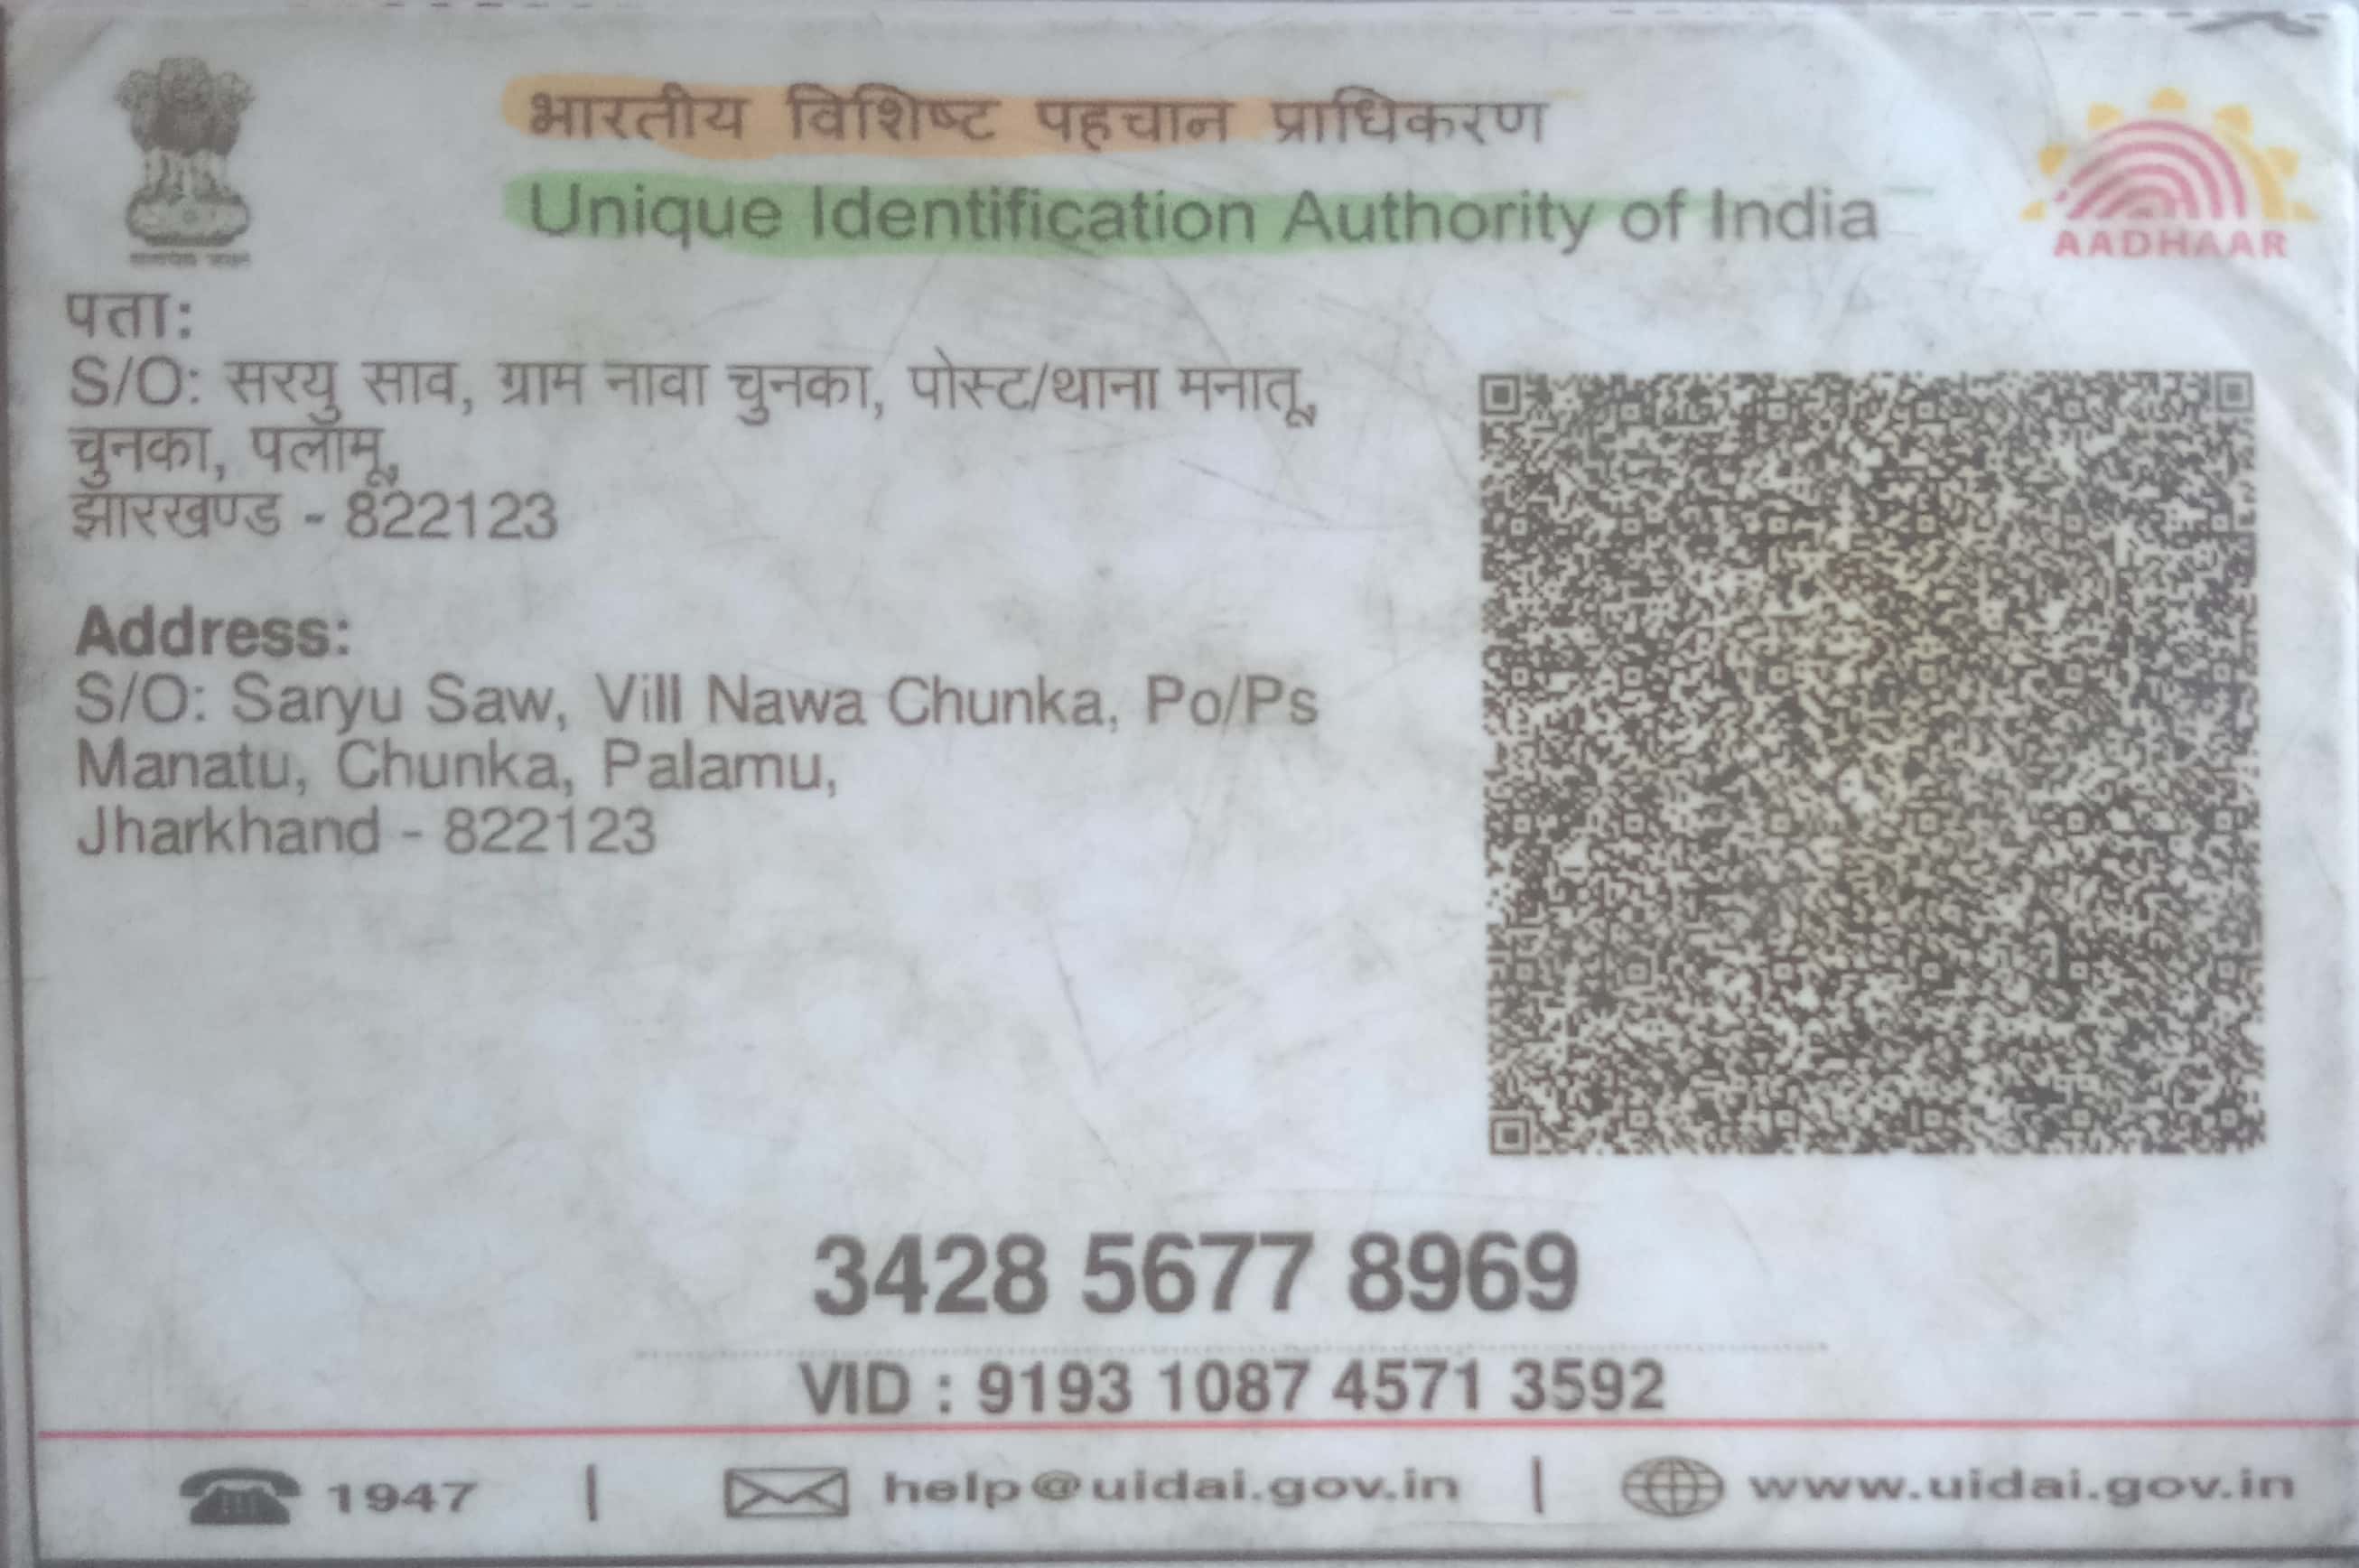 भारतीय विशिष्ट पहचान प्राधिकरण
Unique Identification Authority of India
AADHAAR
पता:
S/O: सरयु साव, ग्राम नावा चुनका, पोस्ट/थाना मनातू,
चुनका, पलामू,
झारखण्ड - 822123
Address:
S/O: Saryu Saw, Vill Nawa Chunka, Po/Ps
Manatu, Chunka, Palamu,
Jharkhand - 822123
3428 5677 8969
VID : 9193 1087 4571 3592
1947 | help@uidai.gov.in | www.uidai.gov.in